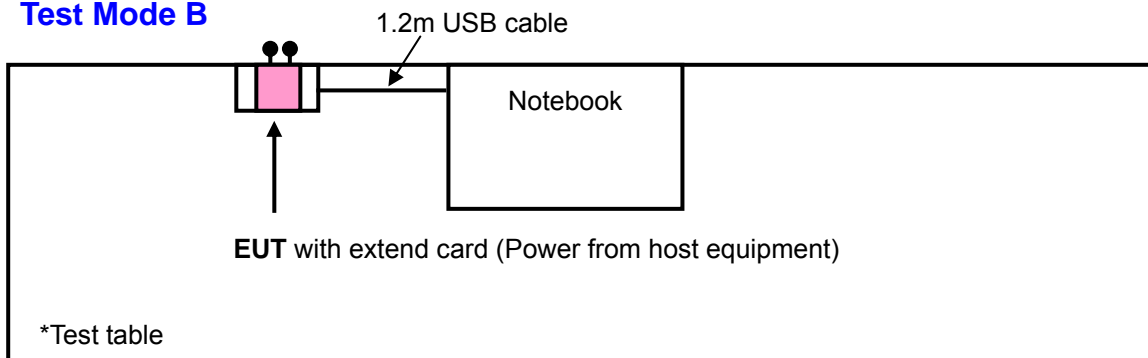 Test Mode B
1.2m USB cable
Notebook
EUT with extend card (Power from host equipment)
*Test table